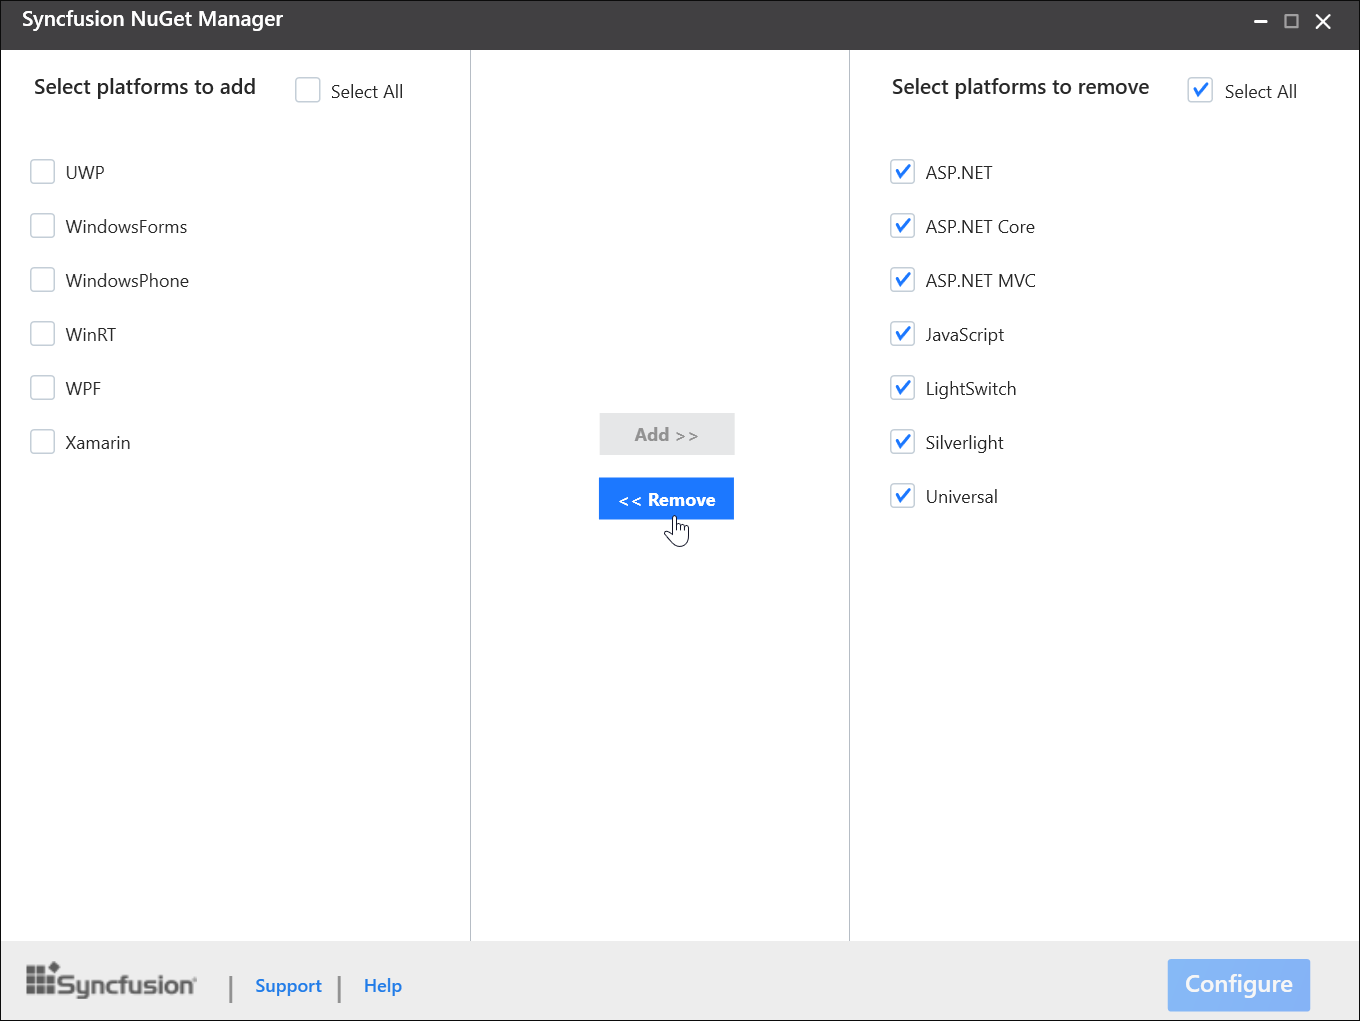 Syncfusion NuGet Manager
Select platforms to add
Select All
UWP
WindowsForms
WindowsPhone
WinRT
WPF
Xamarin
Add >>
<< Remove
Select platforms to remove
Select All
ASP.NET
ASP.NET Core
ASP.NET MVC
JavaScript
LightSwitch
Silverlight
Universal
Syncfusion | Support | Help
Configure